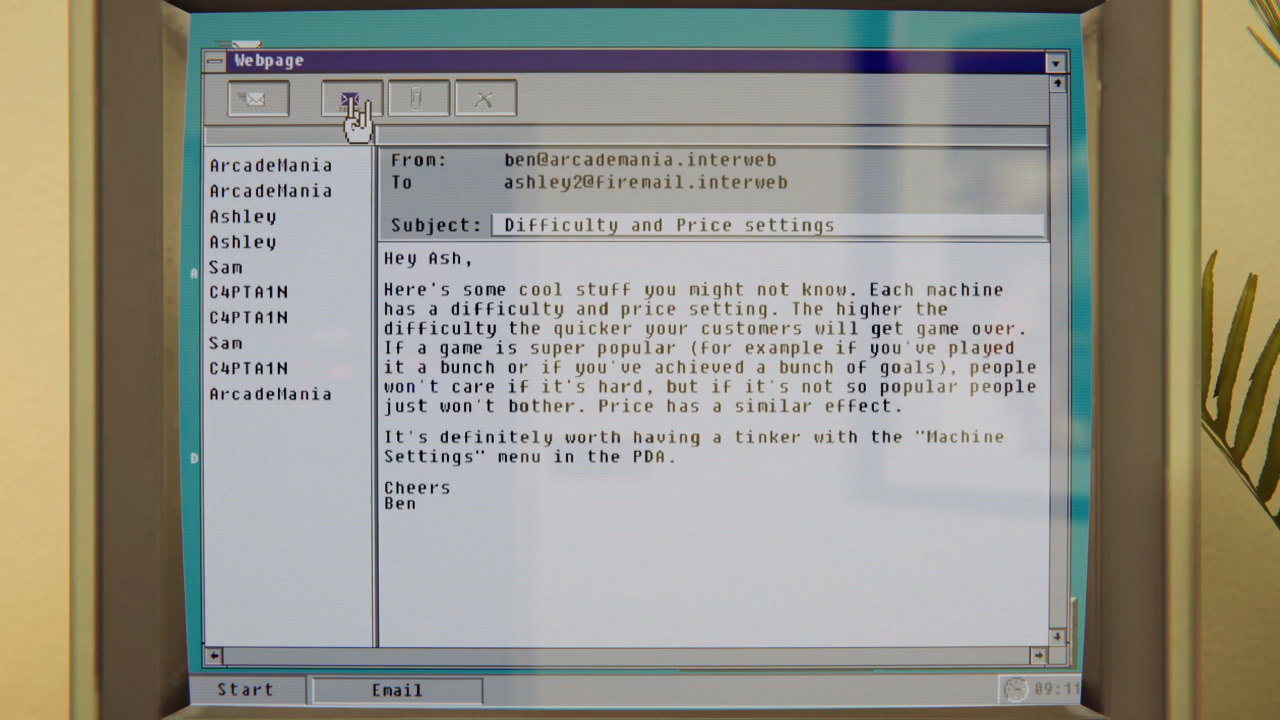 Webpage
ArcadeMania
ArcadeMania
Ashley
Ashley
Sam
C4PTA1N
C4PTA1N
Sam
C4PTA1N
ArcadeMania
From: ben@arcademania.interweb
To ashley2@firemail.interweb
Subject: Difficulty and Price settings
Hey Ash,
Here's some cool stuff you might not know. Each machine
has a difficulty and price setting. The higher the
difficulty the quicker your customers will get game over.
If a game is super popular (for example if you've played
it a bunch or if you've achieved a bunch of goals), people
won't care if it's hard, but if it's not so popular people
just won't bother. Price has a similar effect.
It's definitely worth having a tinker with the "Machine
Settings" menu in the PDA.
Cheers
Ben
A
D
Start
Email
09:11